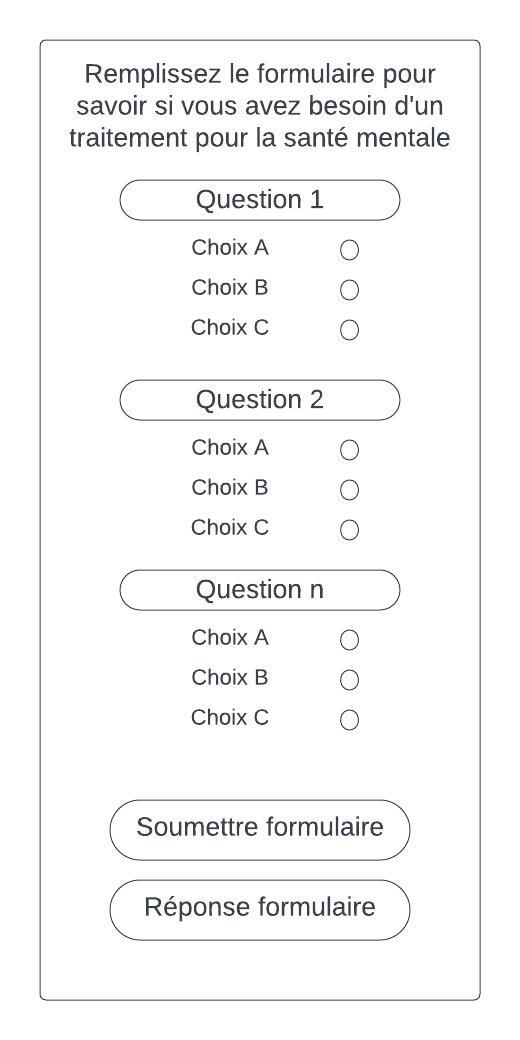 Remplissez le formulaire pour
savoir si vous avez besoin d'un
traitement pour la santé mentale
Question 1
Choix A
Choix B
Choix C
Question 2
Choix A
Choix B
Choix C
Question n
Choix A
Choix B
Choix C
Soumettre formulaire
Réponse formulaire